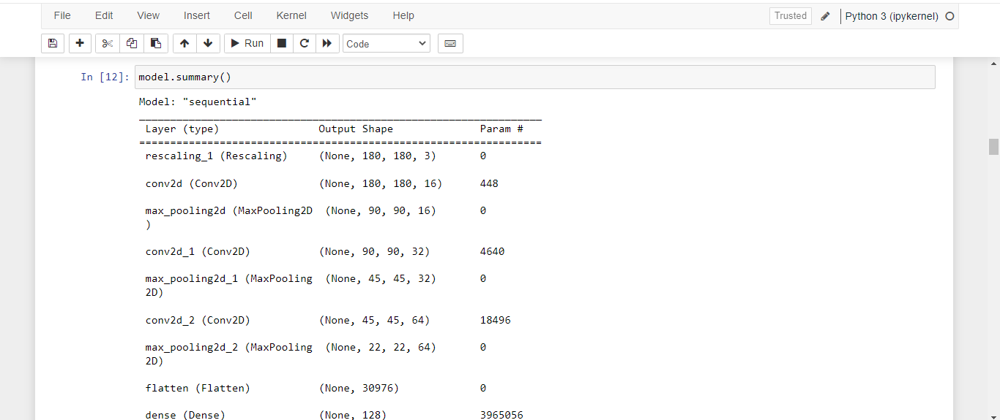 File Edit View Insert Cell Kernel Widgets Help Trusted Python 3 (ipykernel)
Run Code
In [12]: model.summary()
Model: "sequential"
Layer (type) Output Shape Param #
=================================================================
rescaling_1 (Rescaling) (None, 180, 180, 3) 0
conv2d (Conv2D) (None, 180, 180, 16) 448
max_pooling2d (MaxPooling2D (None, 90, 90, 16) 0
)
conv2d_1 (Conv2D) (None, 90, 90, 32) 4640
max_pooling2d_1 (MaxPooling (None, 45, 45, 32) 0
2D)
conv2d_2 (Conv2D) (None, 45, 45, 64) 18496
max_pooling2d_2 (MaxPooling (None, 22, 22, 64) 0
2D)
flatten (Flatten) (None, 30976) 0
dense (Dense) (None, 128) 3965056